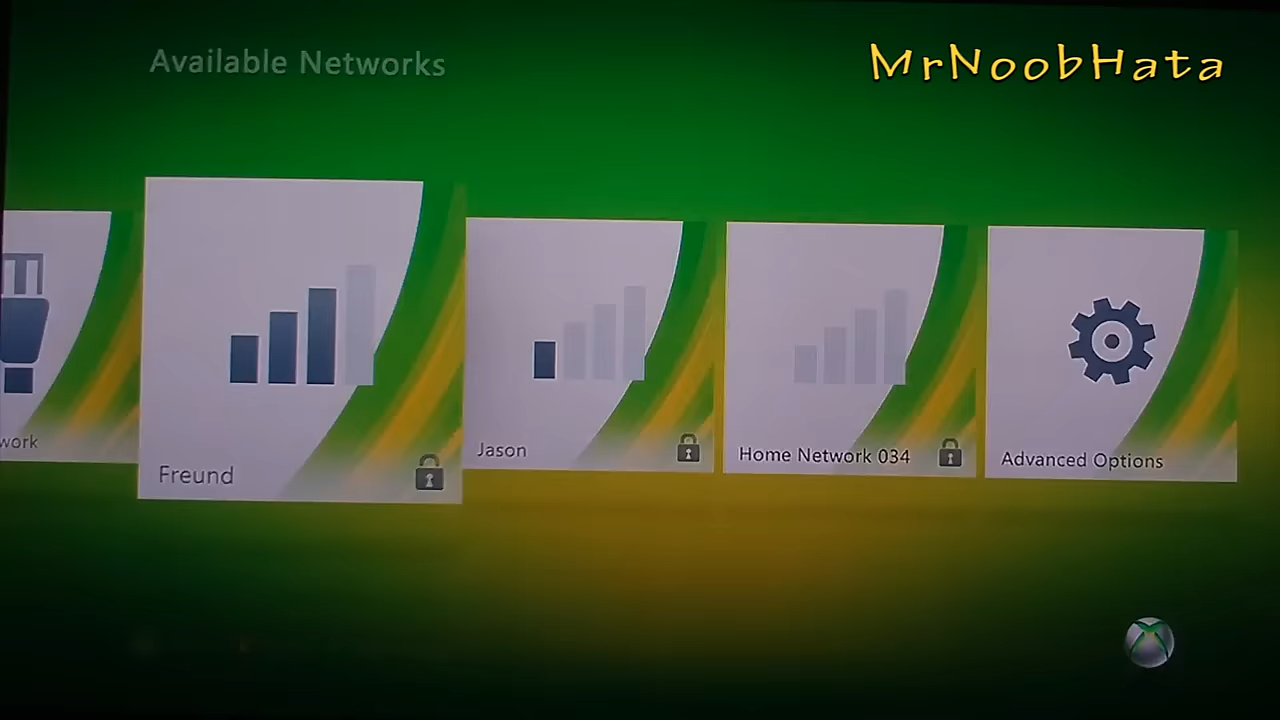 Available Networks
MrNoobHata
work
Freund
Jason
Home Network 034
Advanced Options